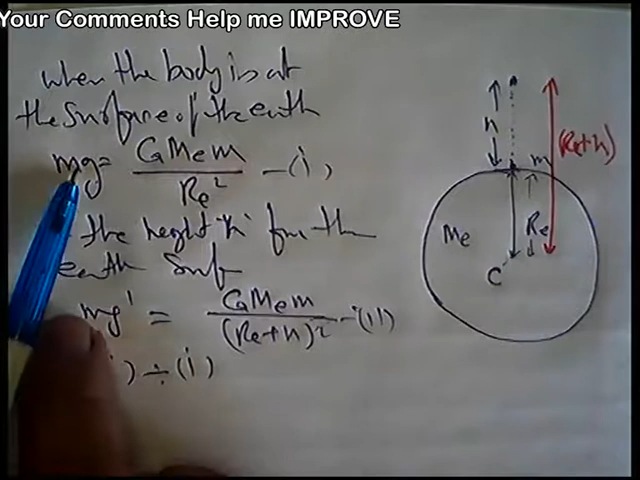 Your Comments Help me IMPROVE
when the body is at
the surface of the earth
mg = GMem / Re² - (i)
the height 'h' from the
earth surf
mg' = GMem / (Re+h)² - (ii)
) ÷ (i)
h
(Re+h)
m
Me
Re
C